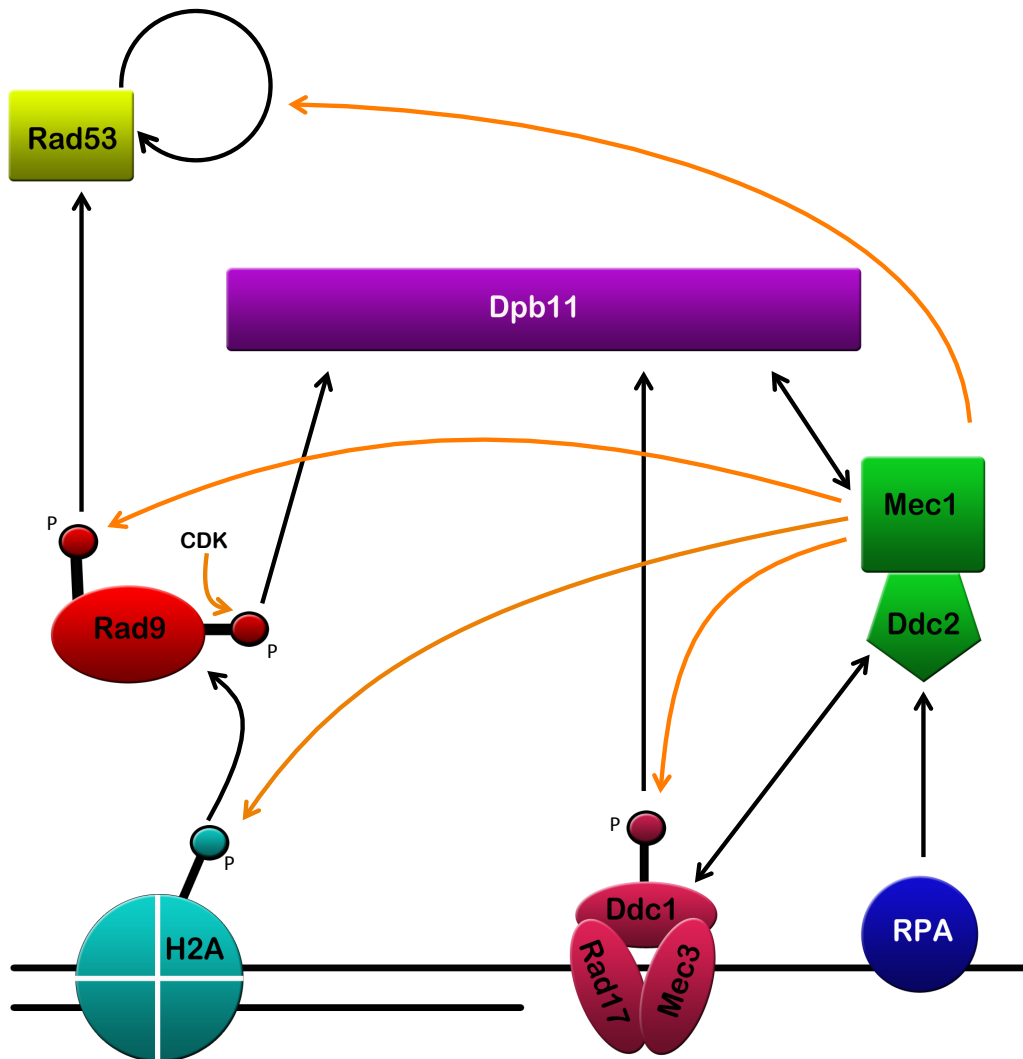 Rad53
Dpb11
Mec1
P
CDK
Ddc2
Rad9
P
P
P
Ddc1
H2A
RPA
Rad17
Mec3